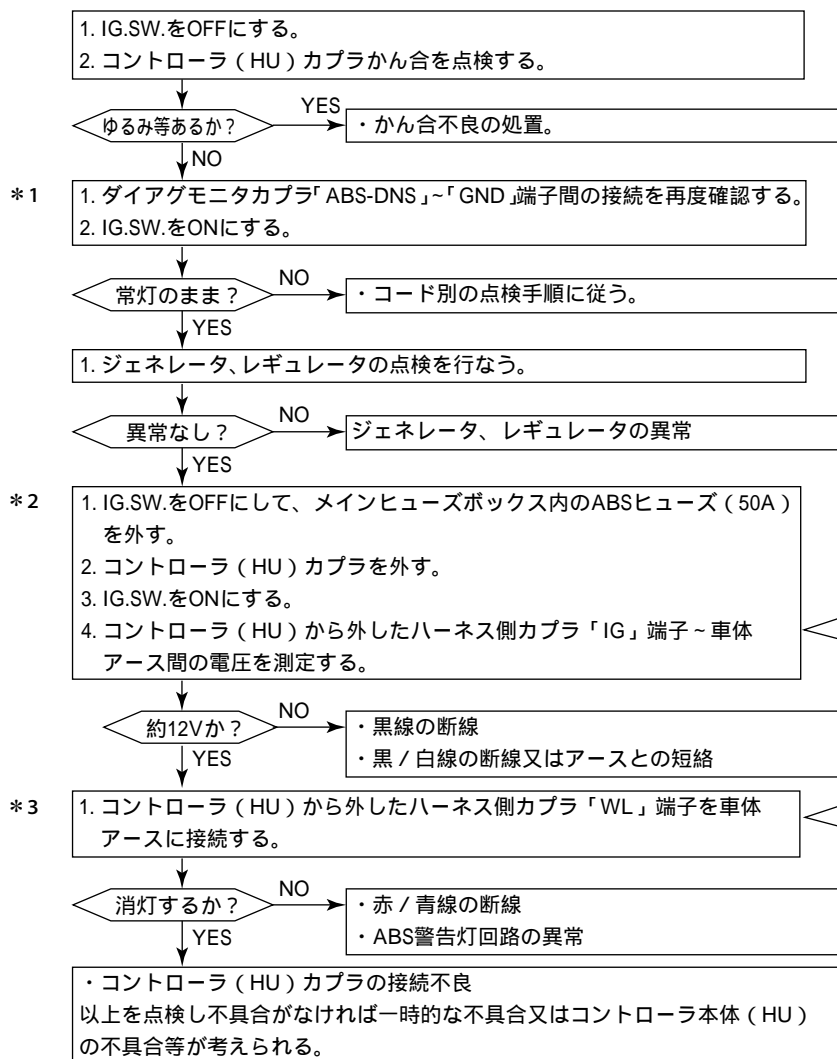 1. IG.SW.をOFFにする。
2. コントローラ（HU）カプラかん合を点検する。
ゆるみ等あるか？
YES
・かん合不良の処置。
NO
＊1
1. ダイアグモニタカプラ「ABS-DNS」~「GND」端子間の接続を再度確認する。
2. IG.SW.をONにする。
常灯のまま？
NO
・コード別の点検手順に従う。
YES
1. ジェネレータ、レギュレータの点検を行なう。
異常なし？
NO
ジェネレータ、レギュレータの異常
YES
＊2
1. IG.SW.をOFFにして、メインヒューズボックス内のABSヒューズ（50A）
を外す。
2. コントローラ（HU）カプラを外す。
3. IG.SW.をONにする。
4. コントローラ（HU）から外したハーネス側カプラ「IG」端子~車体
アース間の電圧を測定する。
約12Vか？
NO
・黒線の断線
・黒/白線の断線又はアースとの短絡
YES
＊3
1. コントローラ（HU）から外したハーネス側カプラ「WL」端子を車体
アースに接続する。
消灯するか？
NO
・赤/青線の断線
・ABS警告灯回路の異常
YES
・コントローラ（HU）カプラの接続不良
以上を点検し不具合がなければ一時的な不具合又はコントローラ本体（HU）
の不具合等が考えられる。